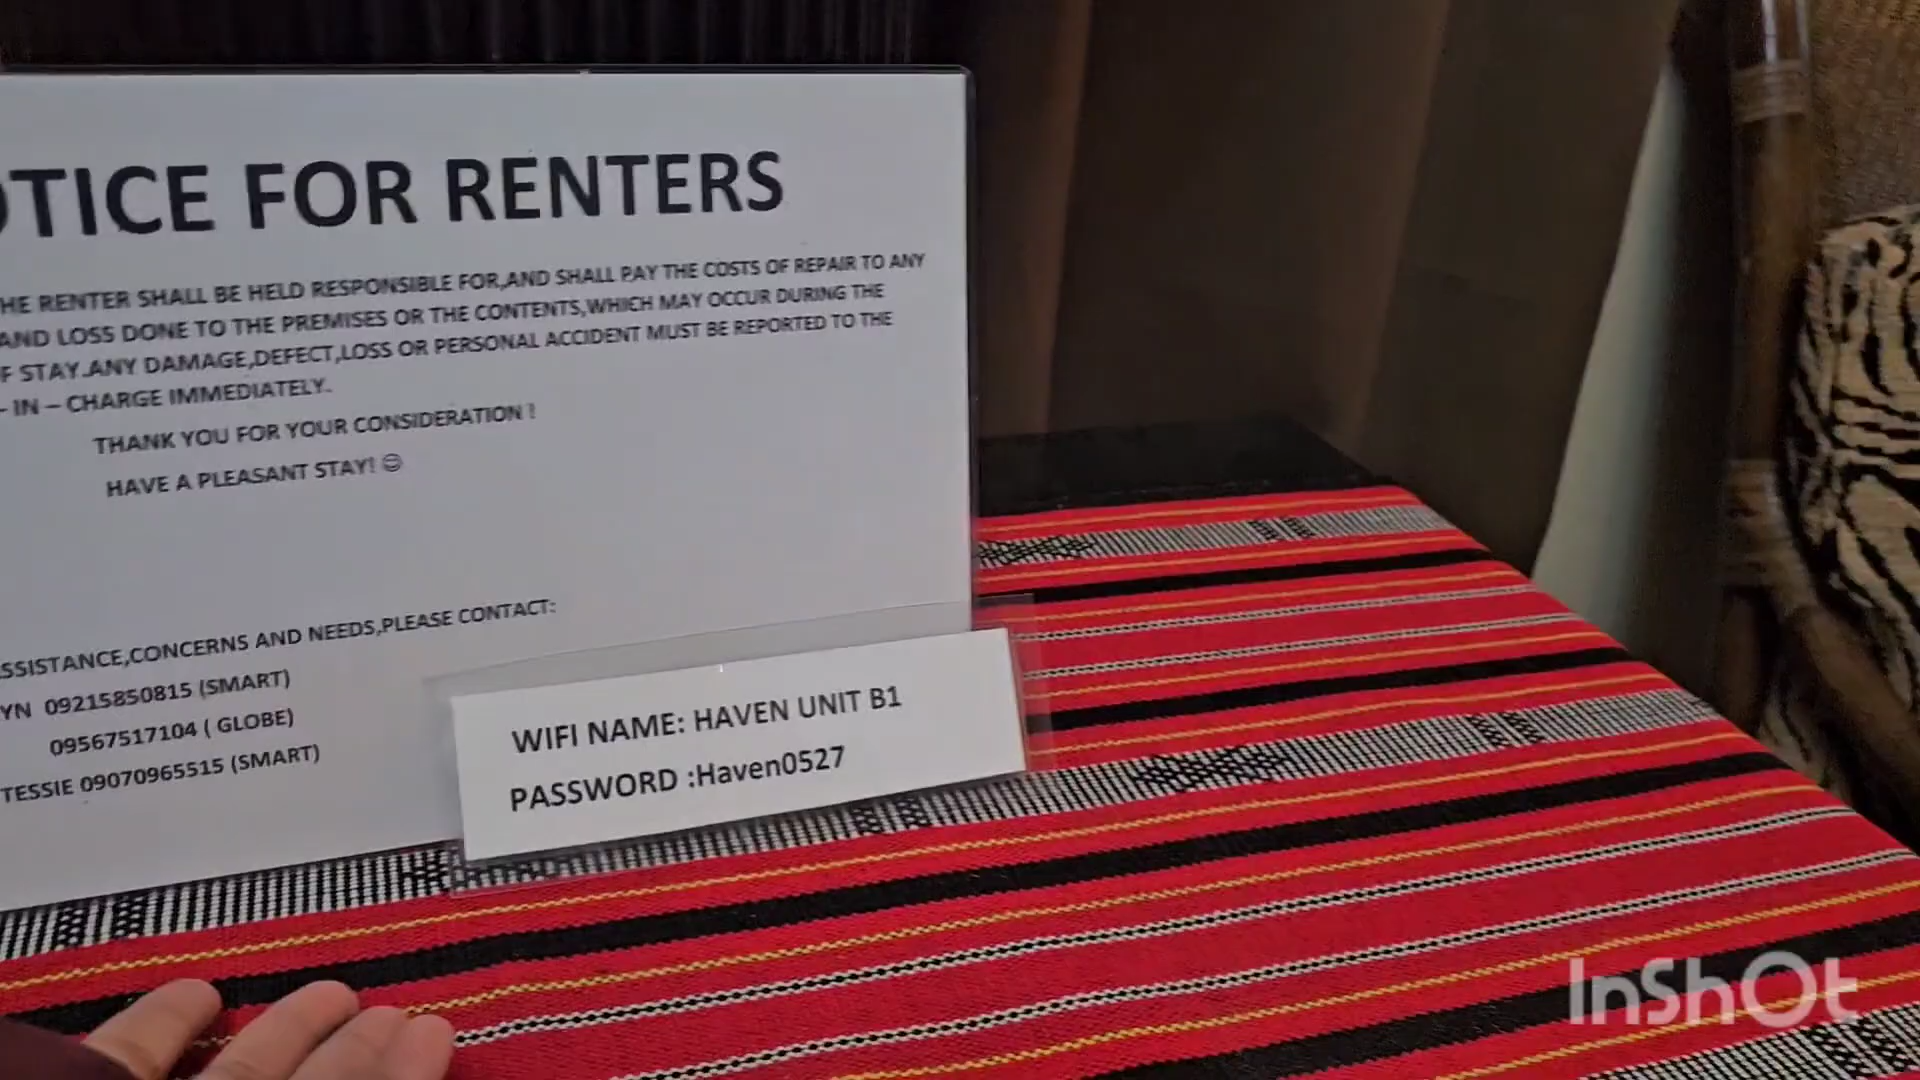 OTICE FOR RENTERS
HE RENTER SHALL BE HELD RESPONSIBLE FOR,AND SHALL PAY THE COSTS OF REPAIR TO ANY
AND LOSS DONE TO THE PREMISES OR THE CONTENTS,WHICH MAY OCCUR DURING THE
F STAY.ANY DAMAGE,DEFECT,LOSS OR PERSONAL ACCIDENT MUST BE REPORTED TO THE
- IN – CHARGE IMMEDIATELY.
THANK YOU FOR YOUR CONSIDERATION !
HAVE A PLEASANT STAY! 😊
SSISTANCE,CONCERNS AND NEEDS,PLEASE CONTACT:
YN 09215850815 (SMART)
09567517104 ( GLOBE)
TESSIE 09070965515 (SMART)
WIFI NAME: HAVEN UNIT B1
PASSWORD :Haven0527
InShOt